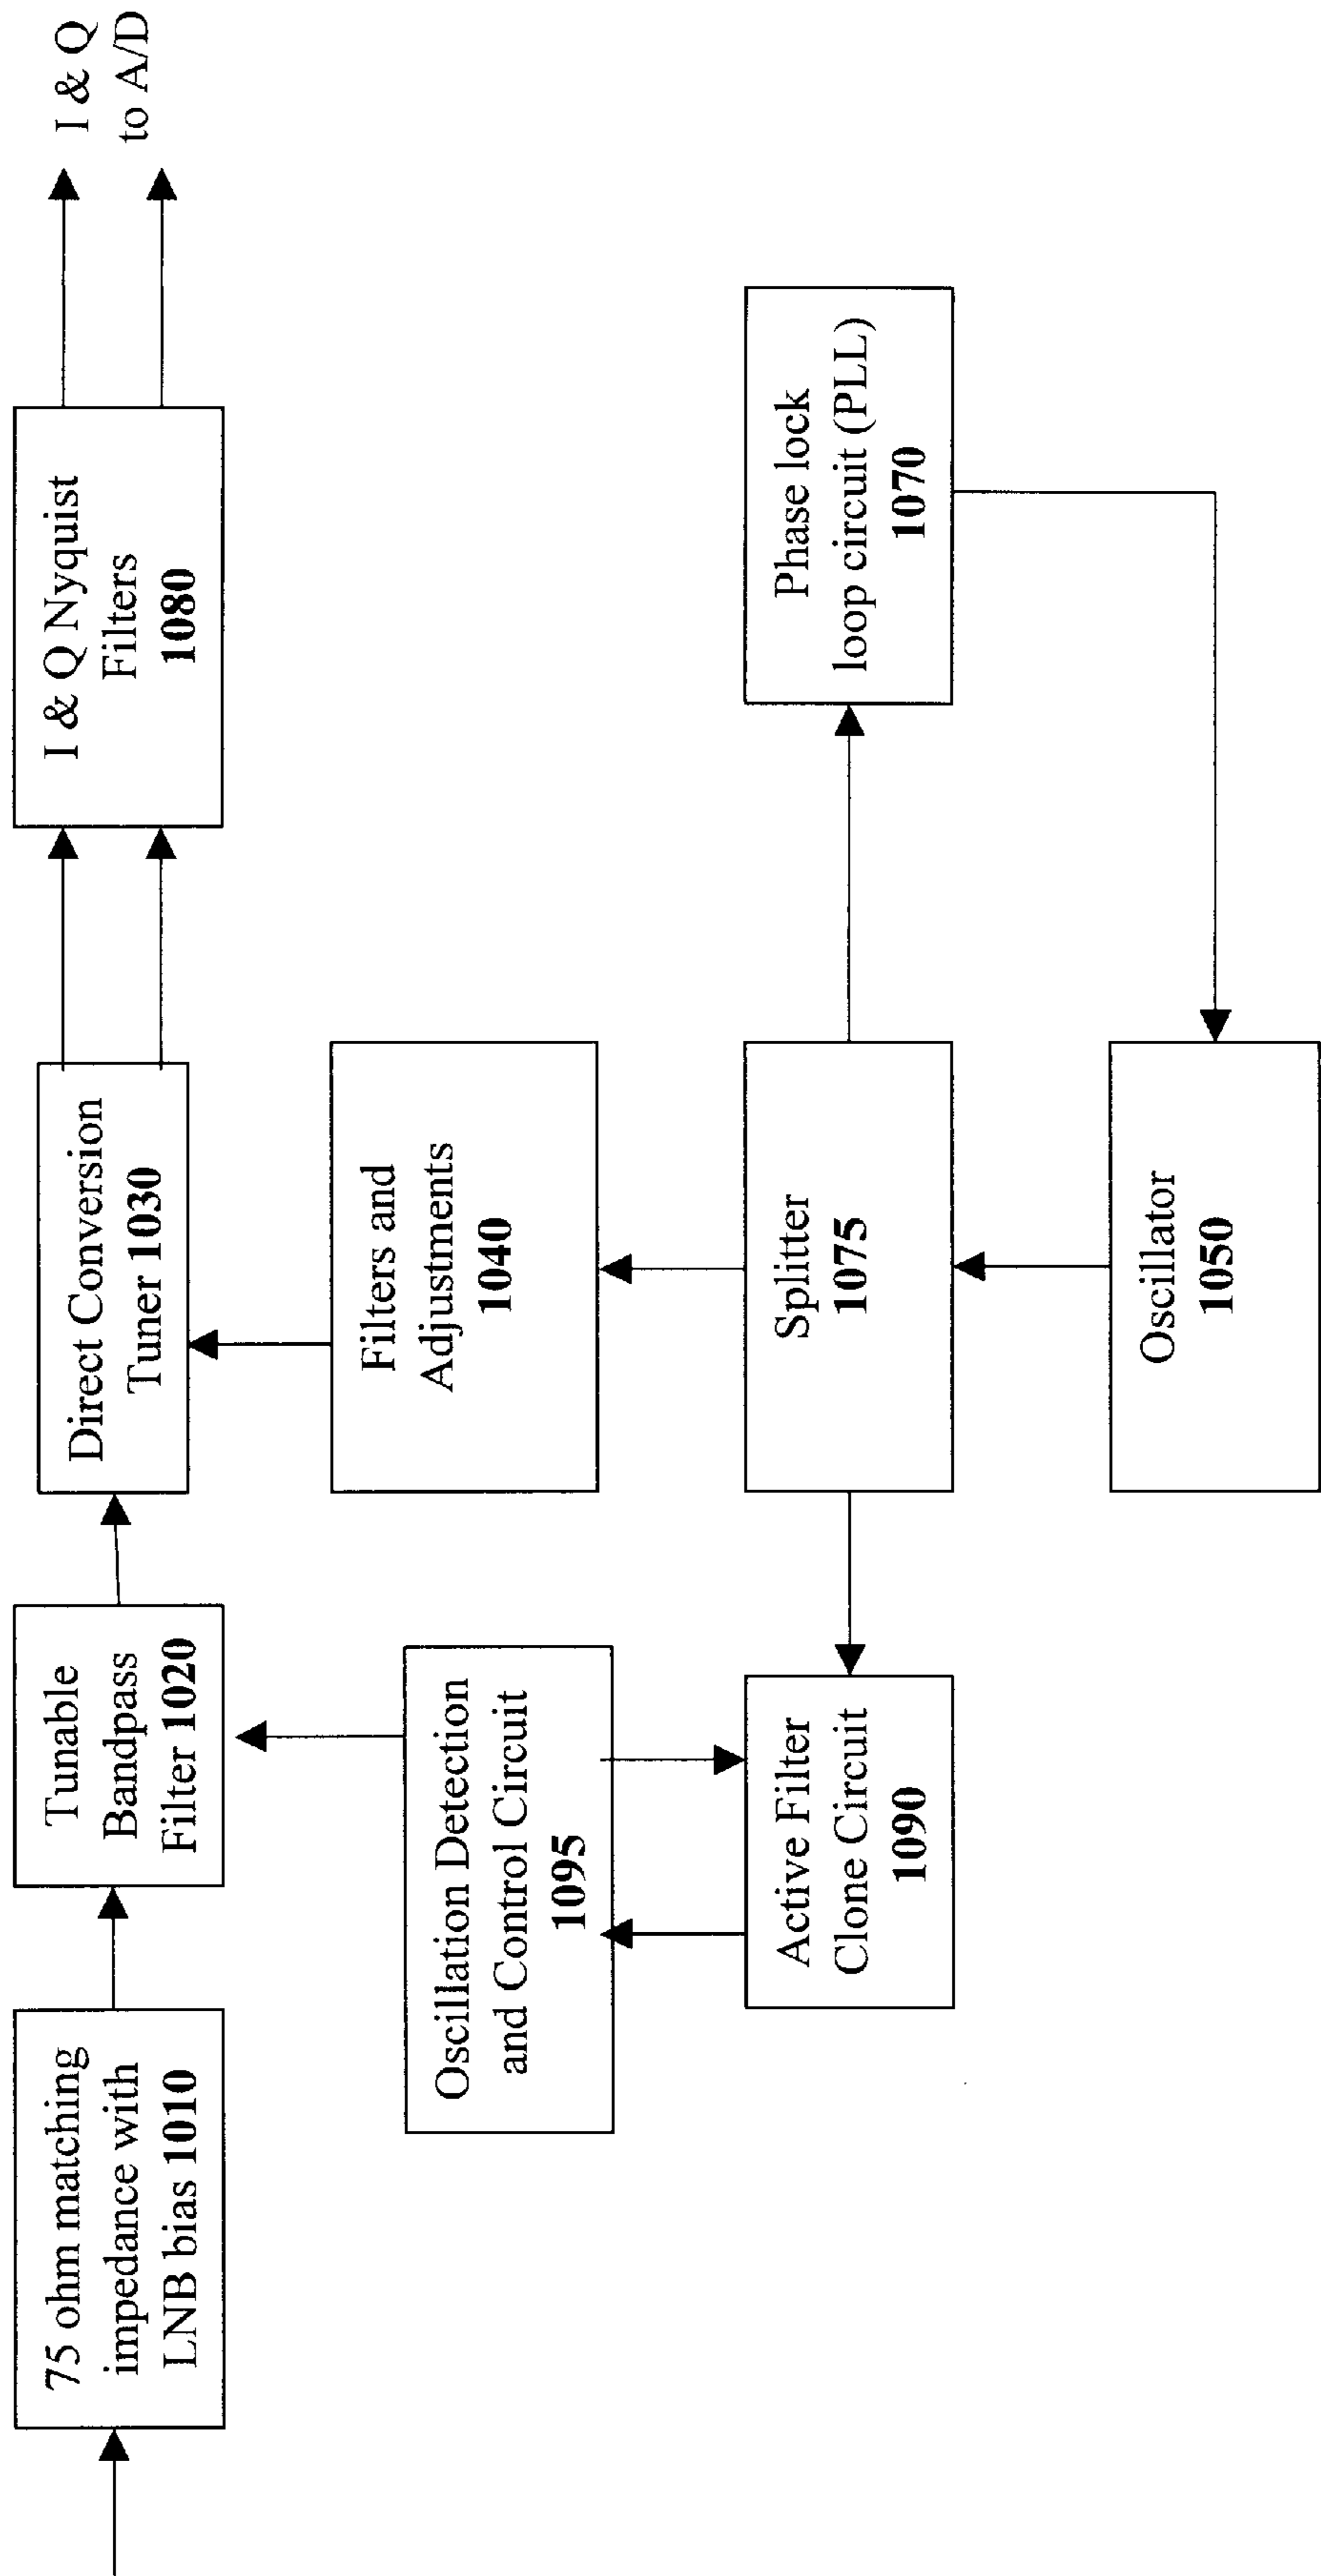 75 ohm matching
impedance with
LNB bias 1010
Tunable
Bandpass
Filter 1020
Direct Conversion
Tuner 1030
I & Q Nyquist
Filters
1080
I & Q
to A/D
Oscillation Detection
and Control Circuit
1095
Filters and
Adjustments
1040
Active Filter
Clone Circuit
1090
Splitter
1075
Phase lock
loop circuit (PLL)
1070
Oscillator
1050